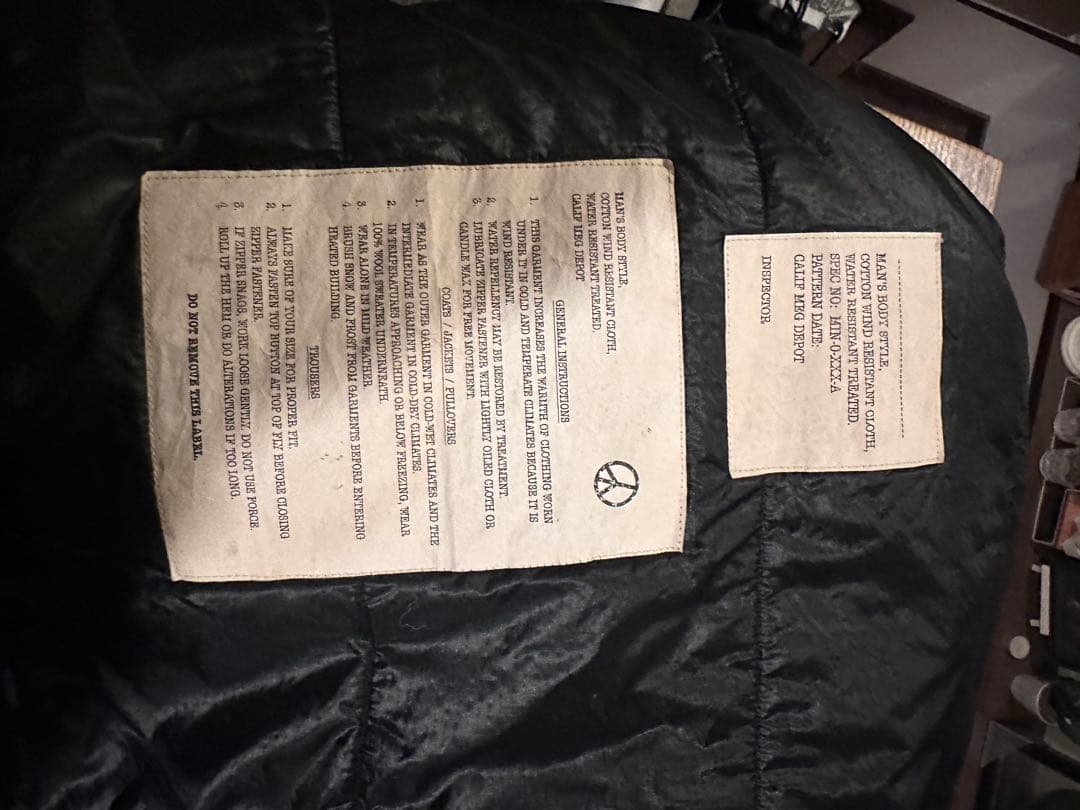 --------------------------------
MAN'S BODY STYLE,
COTTON WIND RESISTANT CLOTH,
WATER RESISTANT TREATED.
SPEC NO: MIN-D-XXX-A
PATTERN DATE:
CALIF MEG DEPOT
INSPECTOR
MAN'S BODY STYLE,
COTTON WIND RESISTANT CLOTH,
WATER RESISTANT TREATED.
CALIF MEG DEPOT
GENERAL INSTRUCTIONS
1. THIS GARMENT INCREASES THE WARMTH OF CLOTHING WORN
UNDER IT IN COLD AND TEMPERATE CLIMATES BECAUSE IT IS
WIND RESISTANT.
2. WATER REPELLENCY MAY BE RESTORED BY TREATMENT.
3. LUBRICATE ZIPPER FASTENER WITH LIGHTLY OILED CLOTH OR
CANDLE WAX FOR FREE MOVEMENT.
COATS / JACKETS / PULLOVERS
1. WEAR AS THE OUTER GARMENT IN COLD-WET CLIMATES AND THE
INTERMEDIATE GARMENT IN COLD-DRY CLIMATES.
2. IN TEMPERATURES APPROACHING OR BELOW FREEZING, WEAR
100% WOOL SWEATER UNDERNEATH
3. WEAR ALONE IN MILD WEATHER.
4. BRUSH SNOW AND FROST FROM GARMENTS BEFORE ENTERING
HEATED BUILDING.
TROUSERS
1. MAKE SURE OF YOUR SIZE FOR PROPER FIT.
2. ALWAYS FASTEN TOP BUTTON AT TOP OF FLY BEFORE CLOSING
ZIPPER FASTENER.
3. IF ZIPPER SNAGS, WORK LOOSE GENTLY. DO NOT USE FORCE.
4. ROLL UP THE HEM OR DO ALTERATIONS IF TOO LONG.
DO NOT REMOVE THIS LABEL.